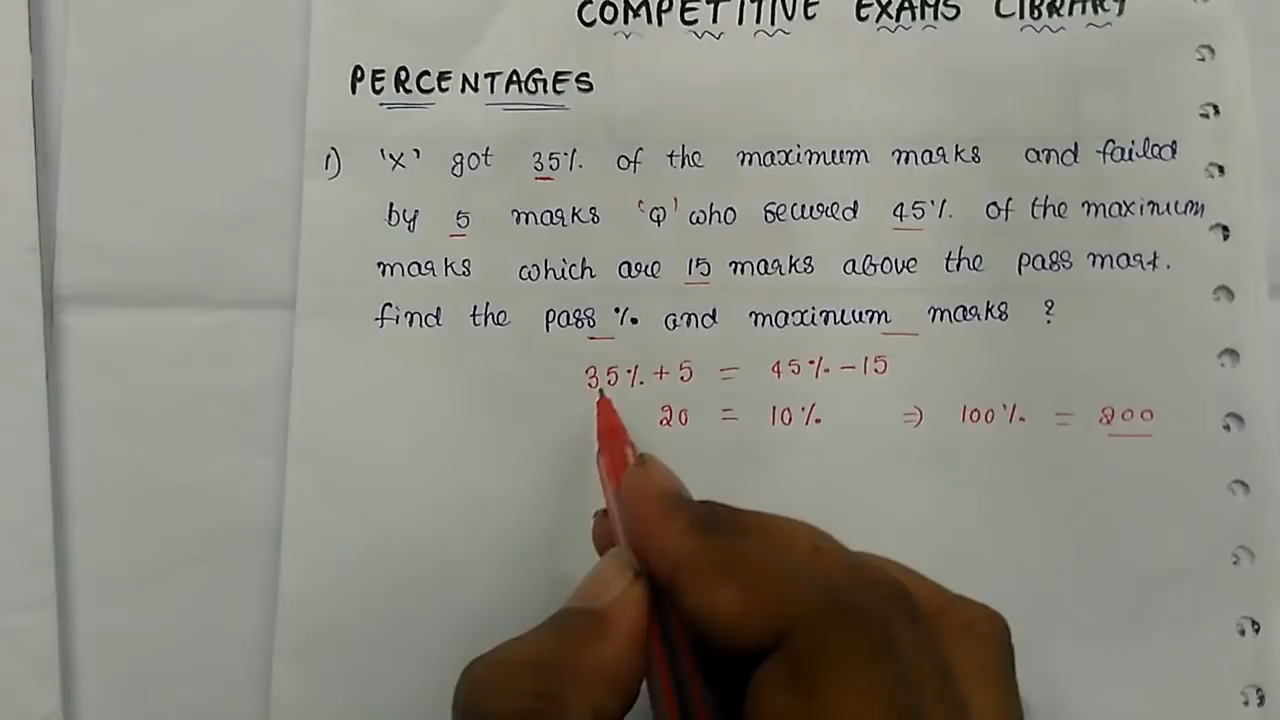 COMPETITIVE EXAMS LIBRARY
PERCENTAGES
1) 'x' got 35% of the maximum marks and failed
by 5 marks 'φ' who secured 45% of the maximum
marks which are 15 marks above the pass mark.
find the pass % and maximum marks ?
35% + 5 = 45% - 15
20 = 10% ⇒ 100% = 200